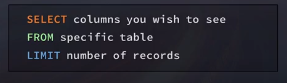 SELECT columns you wish to see
FROM specific table
LIMIT number of records